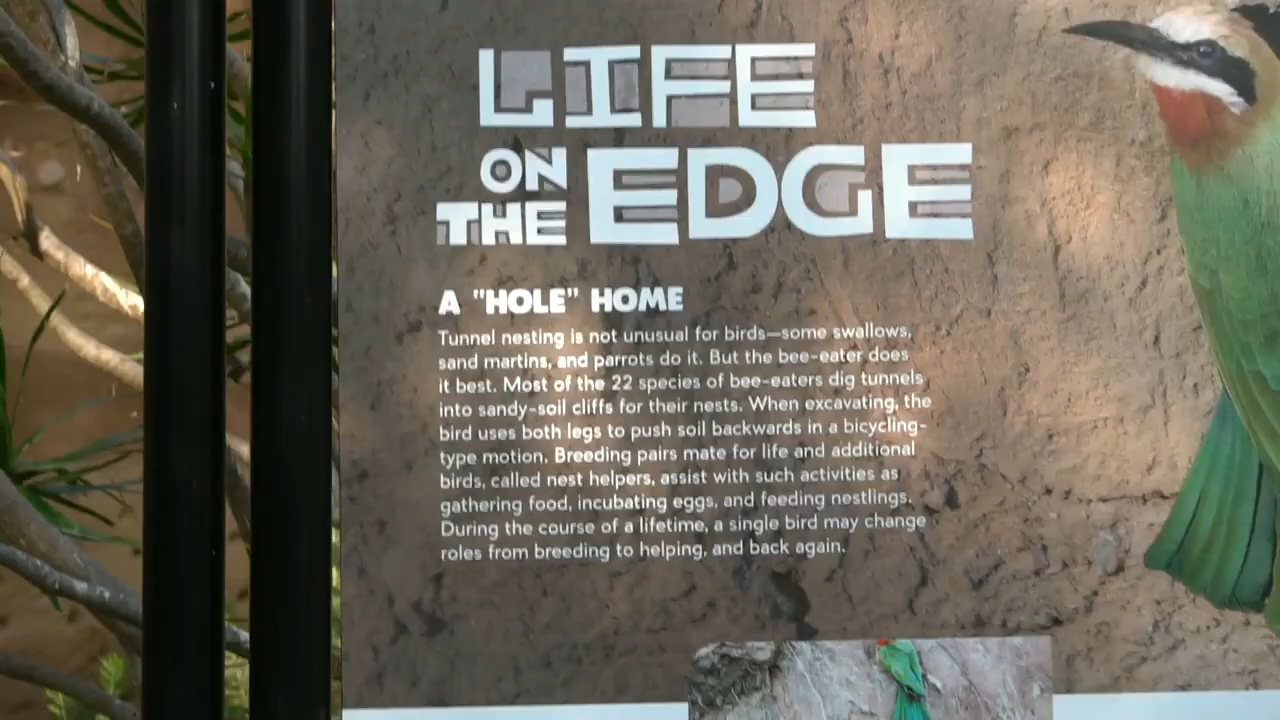 LIFE
ON
THE EDGE
A "HOLE" HOME
Tunnel nesting is not unusual for birds—some swallows,
sand martins, and parrots do it. But the bee-eater does
it best. Most of the 22 species of bee-eaters dig tunnels
into sandy-soil cliffs for their nests. When excavating, the
bird uses both legs to push soil backwards in a bicycling-
type motion. Breeding pairs mate for life and additional
birds, called nest helpers, assist with such activities as
gathering food, incubating eggs, and feeding nestlings.
During the course of a lifetime, a single bird may change
roles from breeding to helping, and back again.